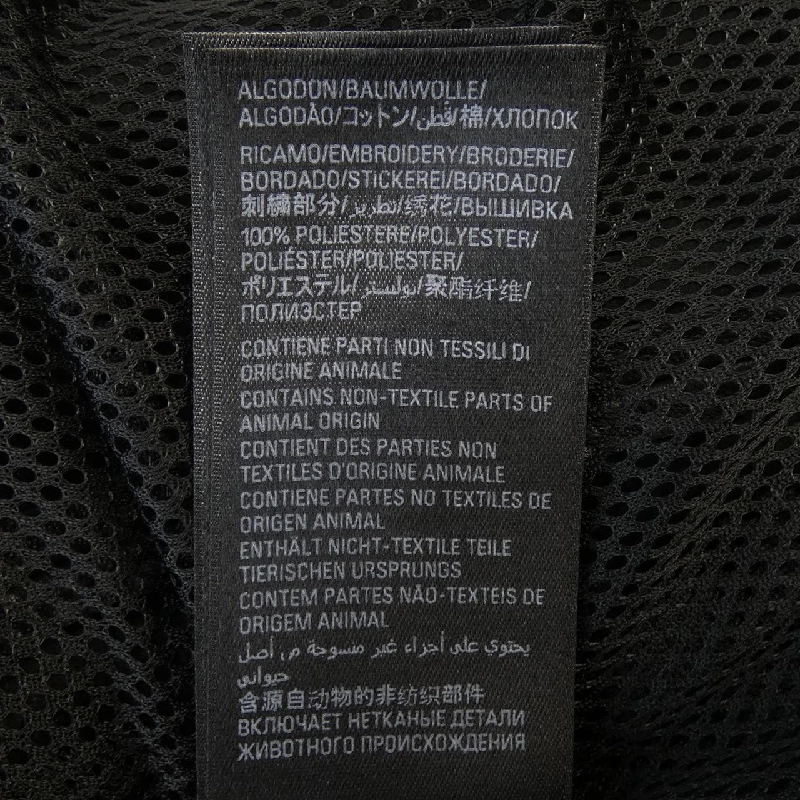 ALGODON/BAUMWOLLE/
ALGODÃO/コットン/قطن/棉/ХЛОПОК
RICAMO/EMBROIDERY/BRODERIE/
BORDADO/STICKEREI/BORDADO/
刺繍部分/تطريز/绣花/ВЫШИВКА
100% POLIESTERE/POLYESTER/
POLIÉSTER/POLIESTER/
ポリエステル/بوليستر/聚酯纤维/
ПОЛИЭСТЕР
CONTIENE PARTI NON TESSILI DI
ORIGINE ANIMALE
CONTAINS NON-TEXTILE PARTS OF
ANIMAL ORIGIN
CONTIENT DES PARTIES NON
TEXTILES D'ORIGINE ANIMALE
CONTIENE PARTES NO TEXTILES DE
ORIGEN ANIMAL
ENTHÄLT NICHT-TEXTILE TEILE
TIERISCHEN URSPRUNGS
CONTEM PARTES NÃO-TEXTEIS DE
ORIGEM ANIMAL
يحتوي على أجزاء غير منسوجة من أصل
حيواني
含源自动物的非纺织部件
ВКЛЮЧАЕТ НЕТКАНЫЕ ДЕТАЛИ
ЖИВОТНОГО ПРОИСХОЖДЕНИЯ